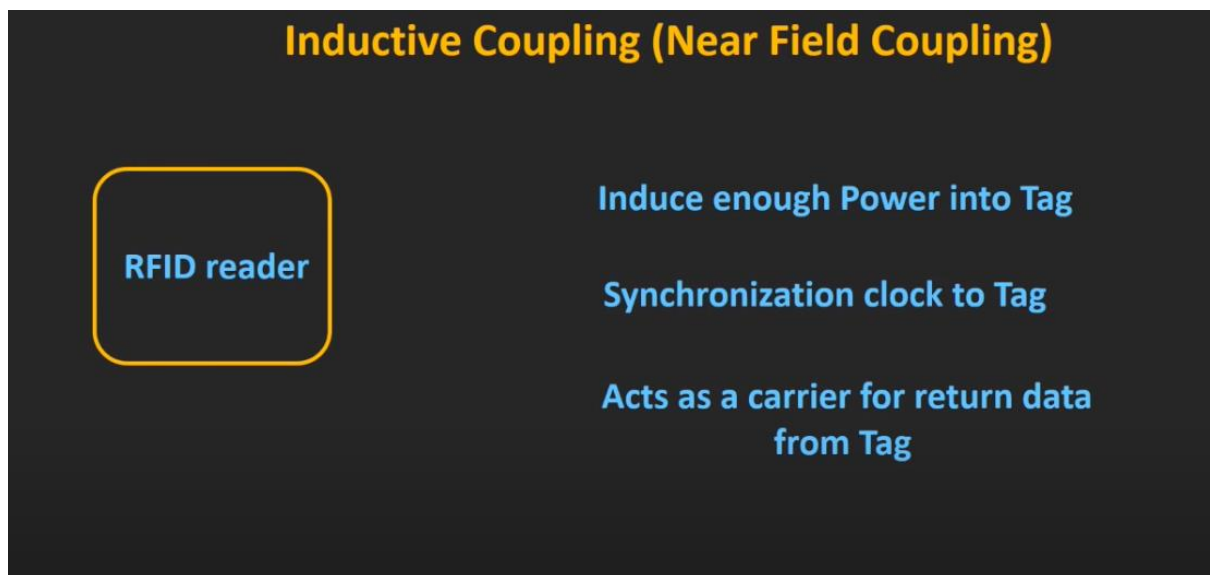 Inductive Coupling (Near Field Coupling)
RFID reader
Induce enough Power into Tag
Synchronization clock to Tag
Acts as a carrier for return data
from Tag